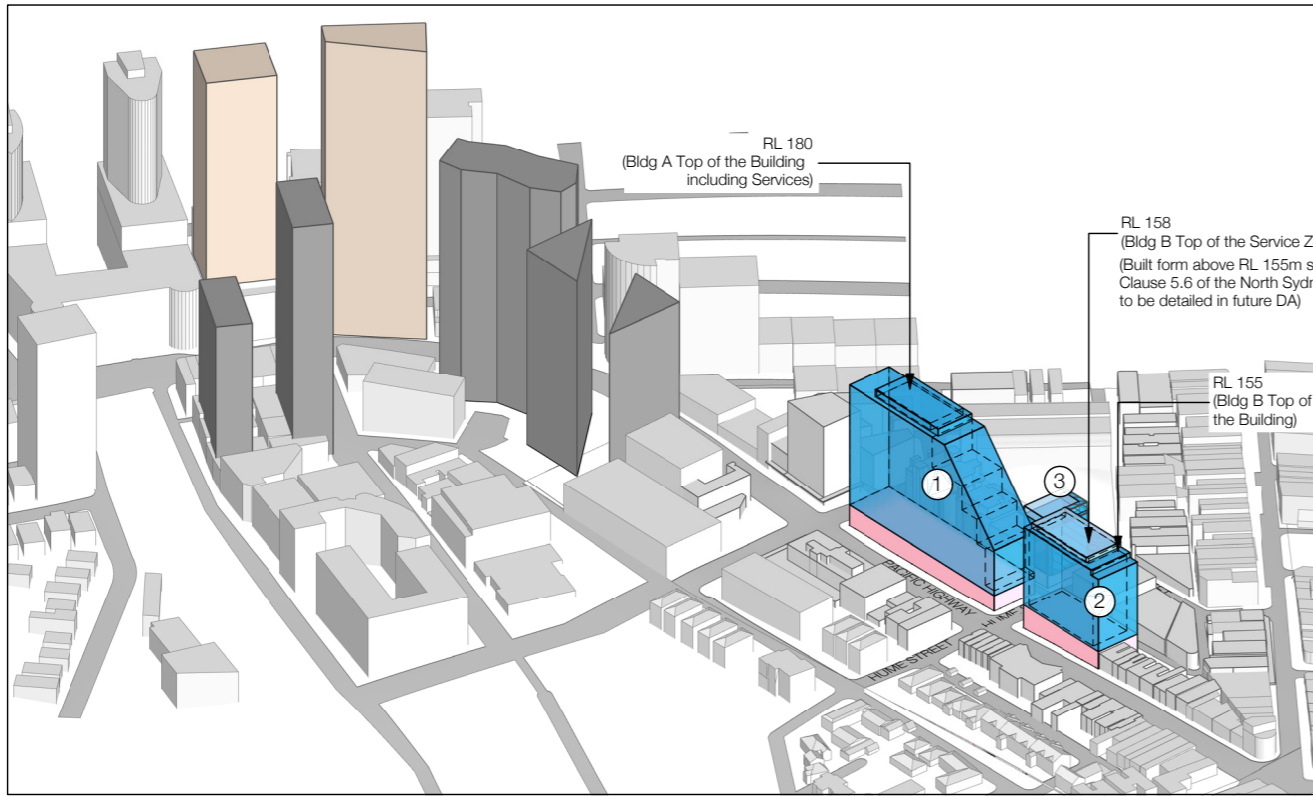 RL 180
(Bldg A Top of the Building
including Services)
RL 158
(Bldg B Top of the Service Z
(Built form above RL 155m s
Clause 5.6 of the North Sydn
to be detailed in future DA)
RL 155
(Bldg B Top of
the Building)
1
3
2
PACIFIC HIGHWAY
HUME
HUME STREET